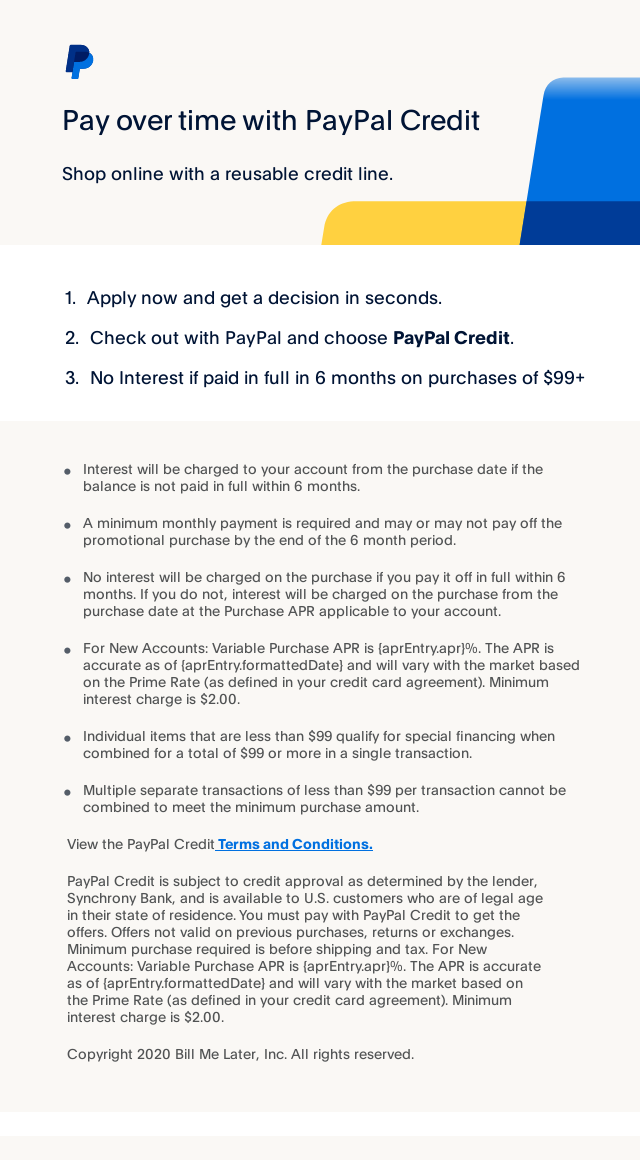 Pay over time with PayPal Credit
Shop online with a reusable credit line.
1. Apply now and get a decision in seconds.
2. Check out with PayPal and choose PayPal Credit.
3. No Interest if paid in full in 6 months on purchases of $99+
• Interest will be charged to your account from the purchase date if the
balance is not paid in full within 6 months.
• A minimum monthly payment is required and may or may not pay off the
promotional purchase by the end of the 6 month period.
• No interest will be charged on the purchase if you pay it off in full within 6
months. If you do not, interest will be charged on the purchase from the
purchase date at the Purchase APR applicable to your account.
• For New Accounts: Variable Purchase APR is {aprEntry.apr}%. The APR is
accurate as of {aprEntry.formattedDate} and will vary with the market based
on the Prime Rate (as defined in your credit card agreement). Minimum
interest charge is $2.00.
• Individual items that are less than $99 qualify for special financing when
combined for a total of $99 or more in a single transaction.
• Multiple separate transactions of less than $99 per transaction cannot be
combined to meet the minimum purchase amount.
View the PayPal Credit Terms and Conditions.
PayPal Credit is subject to credit approval as determined by the lender,
Synchrony Bank, and is available to U.S. customers who are of legal age
in their state of residence. You must pay with PayPal Credit to get the
offers. Offers not valid on previous purchases, returns or exchanges.
Minimum purchase required is before shipping and tax. For New
Accounts: Variable Purchase APR is {aprEntry.apr}%. The APR is accurate
as of {aprEntry.formattedDate} and will vary with the market based on
the Prime Rate (as defined in your credit card agreement). Minimum
interest charge is $2.00.
Copyright 2020 Bill Me Later, Inc. All rights reserved.